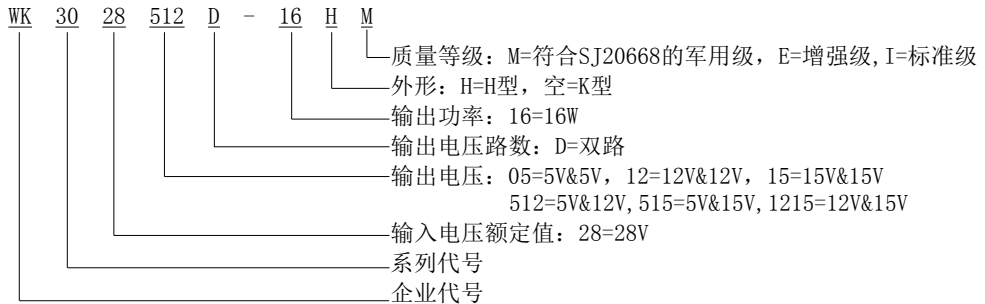 WK 30 28 512 D - 16 H M
质量等级：M=符合SJ20668的军用级，E=增强级,I=标准级
外形：H=H型，空=K型
输出功率：16=16W
输出电压路数：D=双路
输出电压：05=5V&5V，12=12V&12V，15=15V&15V
512=5V&12V,515=5V&15V,1215=12V&15V
输入电压额定值：28=28V
系列代号
企业代号